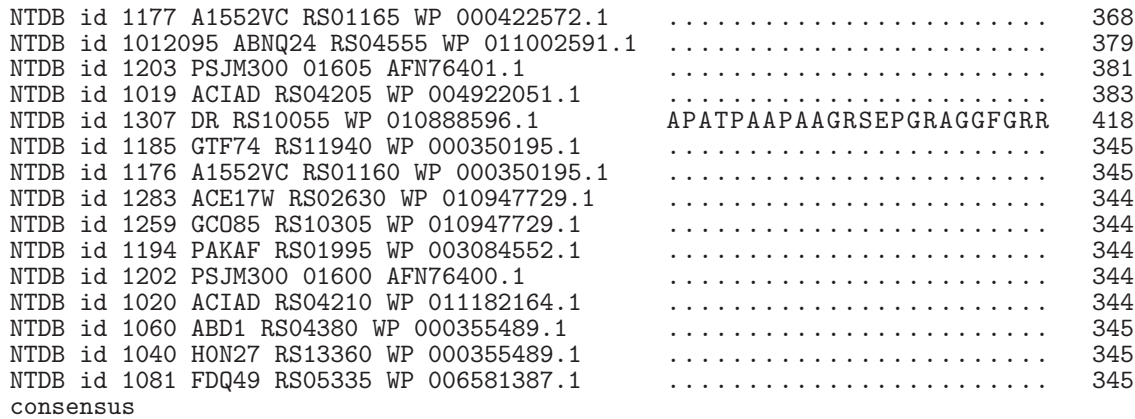 NTDB id 1177 A1552VC RS01165 WP 000422572.1 . . . . . . . . . . . . . . . . . . . . . . . . 368
NTDB id 1012095 ABNQ24 RS04555 WP 011002591.1 . . . . . . . . . . . . . . . . . . . . . . . . 379
NTDB id 1203 PSJM300 01605 AFN76401.1 . . . . . . . . . . . . . . . . . . . . . . . . 381
NTDB id 1019 ACIAD RS04205 WP 004922051.1 . . . . . . . . . . . . . . . . . . . . . . . . 383
NTDB id 1307 DR RS10055 WP 010888596.1 APATPAAPAAGRSEPGRAGGFGRR 418
NTDB id 1185 GTF74 RS11940 WP 000350195.1 . . . . . . . . . . . . . . . . . . . . . . . . 345
NTDB id 1176 A1552VC RS01160 WP 000350195.1 . . . . . . . . . . . . . . . . . . . . . . . . 345
NTDB id 1283 ACE17W RS02630 WP 010947729.1 . . . . . . . . . . . . . . . . . . . . . . . . 344
NTDB id 1259 GCO85 RS10305 WP 010947729.1 . . . . . . . . . . . . . . . . . . . . . . . . 344
NTDB id 1194 PAKAF RS01995 WP 003084552.1 . . . . . . . . . . . . . . . . . . . . . . . . 344
NTDB id 1202 PSJM300 01600 AFN76400.1 . . . . . . . . . . . . . . . . . . . . . . . . 344
NTDB id 1020 ACIAD RS04210 WP 011182164.1 . . . . . . . . . . . . . . . . . . . . . . . . 344
NTDB id 1060 ABD1 RS04380 WP 000355489.1 . . . . . . . . . . . . . . . . . . . . . . . . 345
NTDB id 1040 H0N27 RS13360 WP 000355489.1 . . . . . . . . . . . . . . . . . . . . . . . . 345
NTDB id 1081 FDQ49 RS05335 WP 006581387.1 . . . . . . . . . . . . . . . . . . . . . . . . 345
consensus